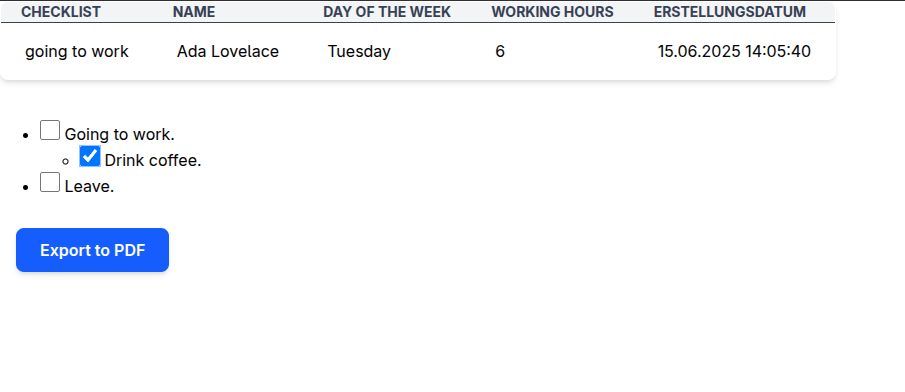 CHECKLIST NAME DAY OF THE WEEK WORKING HOURS ERSTELLUNGSDATUM
going to work Ada Lovelace Tuesday 6 15.06.2025 14:05:40
Going to work.
Drink coffee.
Leave.
Export to PDF